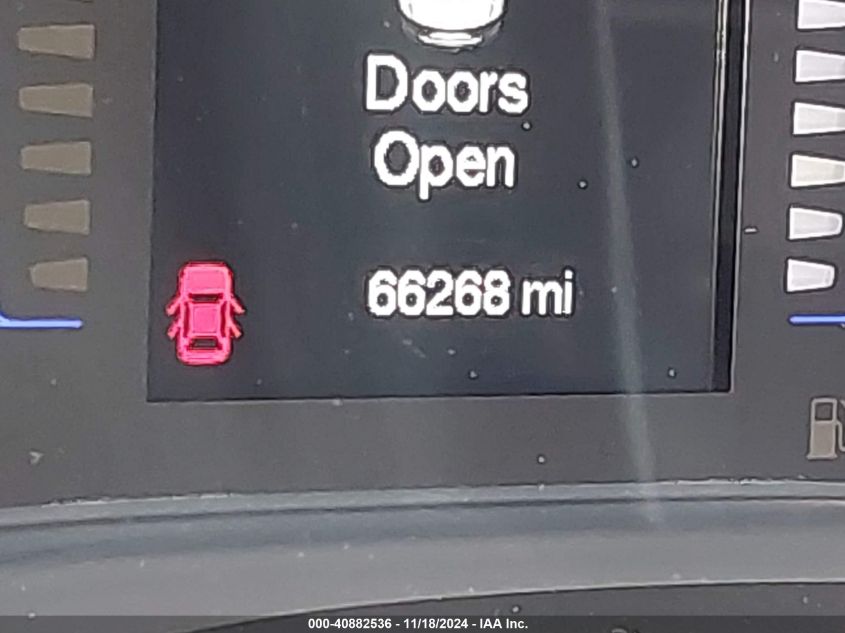 Doors
Open
66268 mi
000-40882536 - 11/18/2024 - IAA Inc.